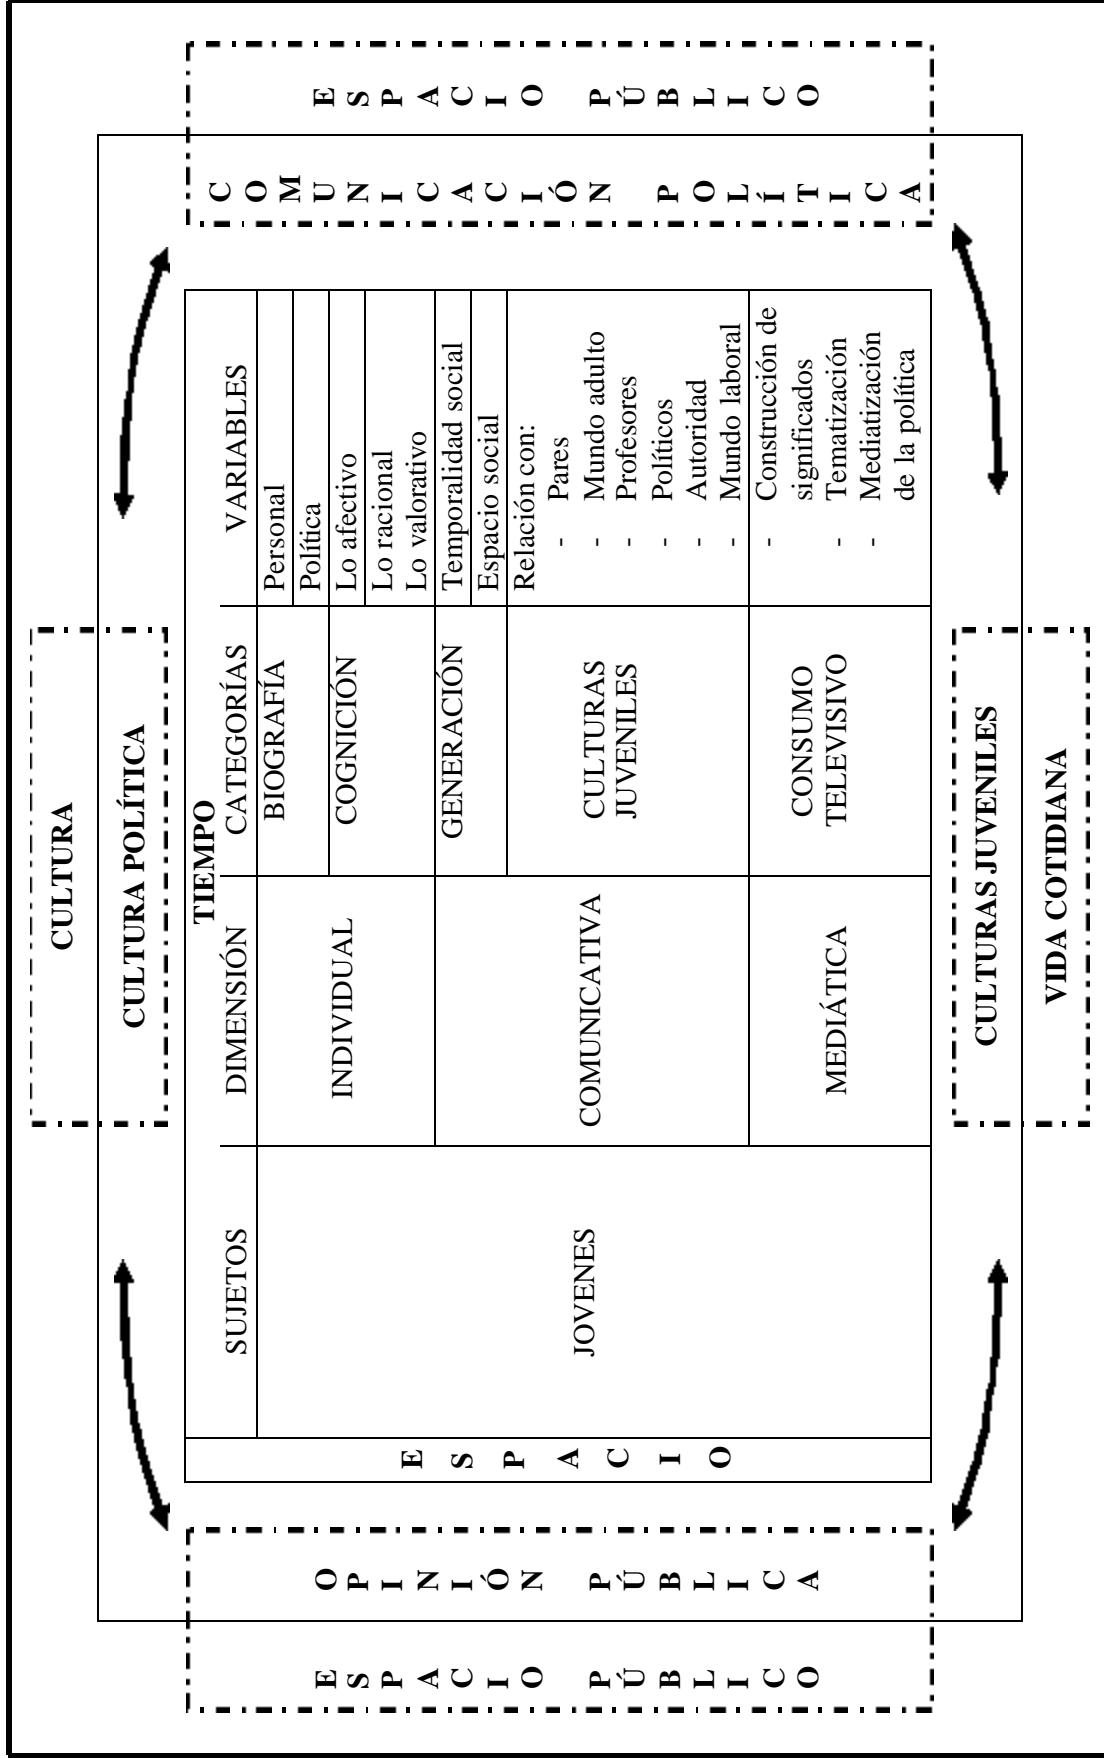 CULTURA
CULTURA POLÍTICA
ESPACIO PÚBLICO
OPINIÓN PÚBLICA
ESPACIO
TIEMPO
SUJETOS
DIMENSIÓN
CATEGORÍAS
VARIABLES
JOVENES
INDIVIDUAL
BIOGRAFÍA
Personal
Política
COGNICIÓN
Lo afectivo
Lo racional
Lo valorativo
COMUNICATIVA
GENERACIÓN
Temporalidad social
Espacio social
CULTURAS
JUVENILES
Relación con:
- Pares
- Mundo adulto
- Profesores
- Políticos
- Autoridad
- Mundo laboral
MEDIÁTICA
CONSUMO
TELEVISIVO
- Construcción de
significados
- Tematización
- Mediatización
de la política
COMUNICACIÓN POLÍTICA
ESPACIO PÚBLICO
CULTURAS JUVENILES
VIDA COTIDIANA